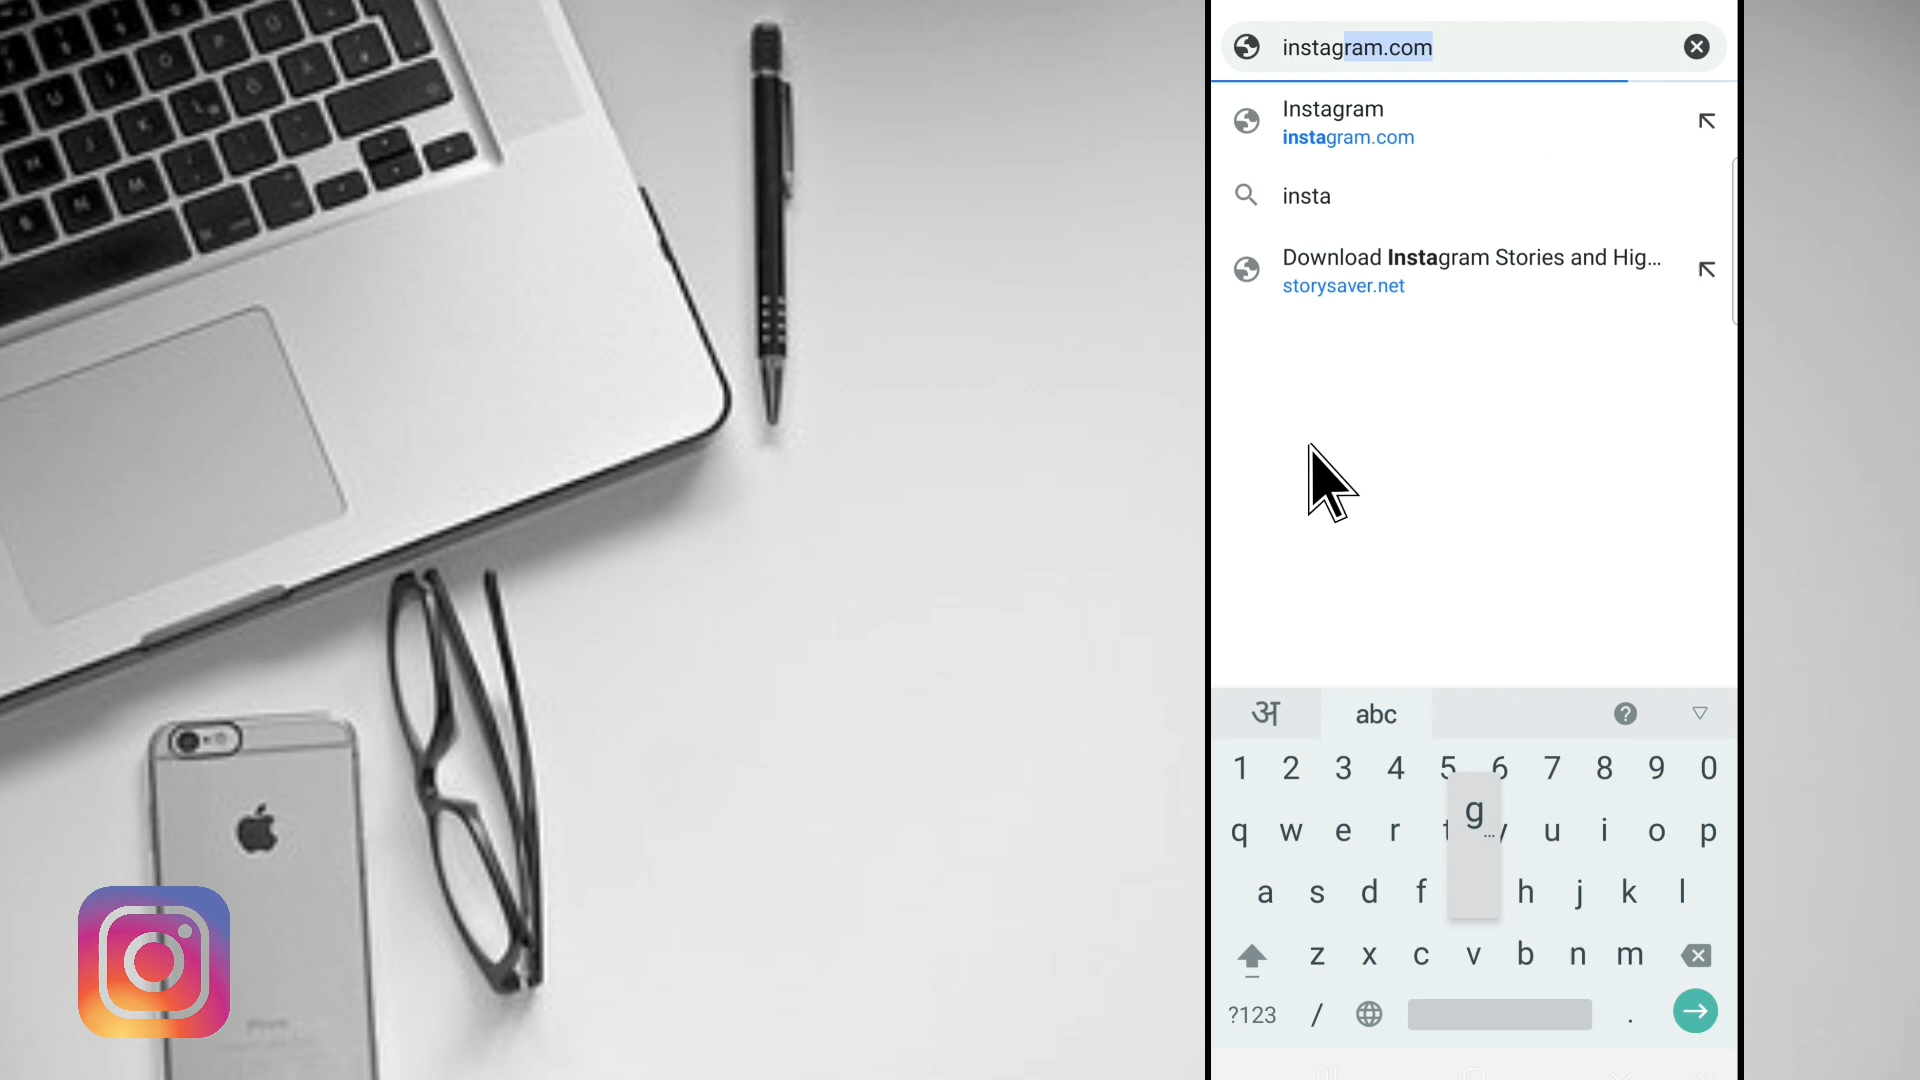 instagram.com
Instagram
instagram.com
insta
Download Instagram Stories and Hig...
storysaver.net
अ abc
1 2 3 4 5 6 7 8 9 0
q w e r t y u i o p
g
a s d f h j k l
z x c v b n m
?123 / .